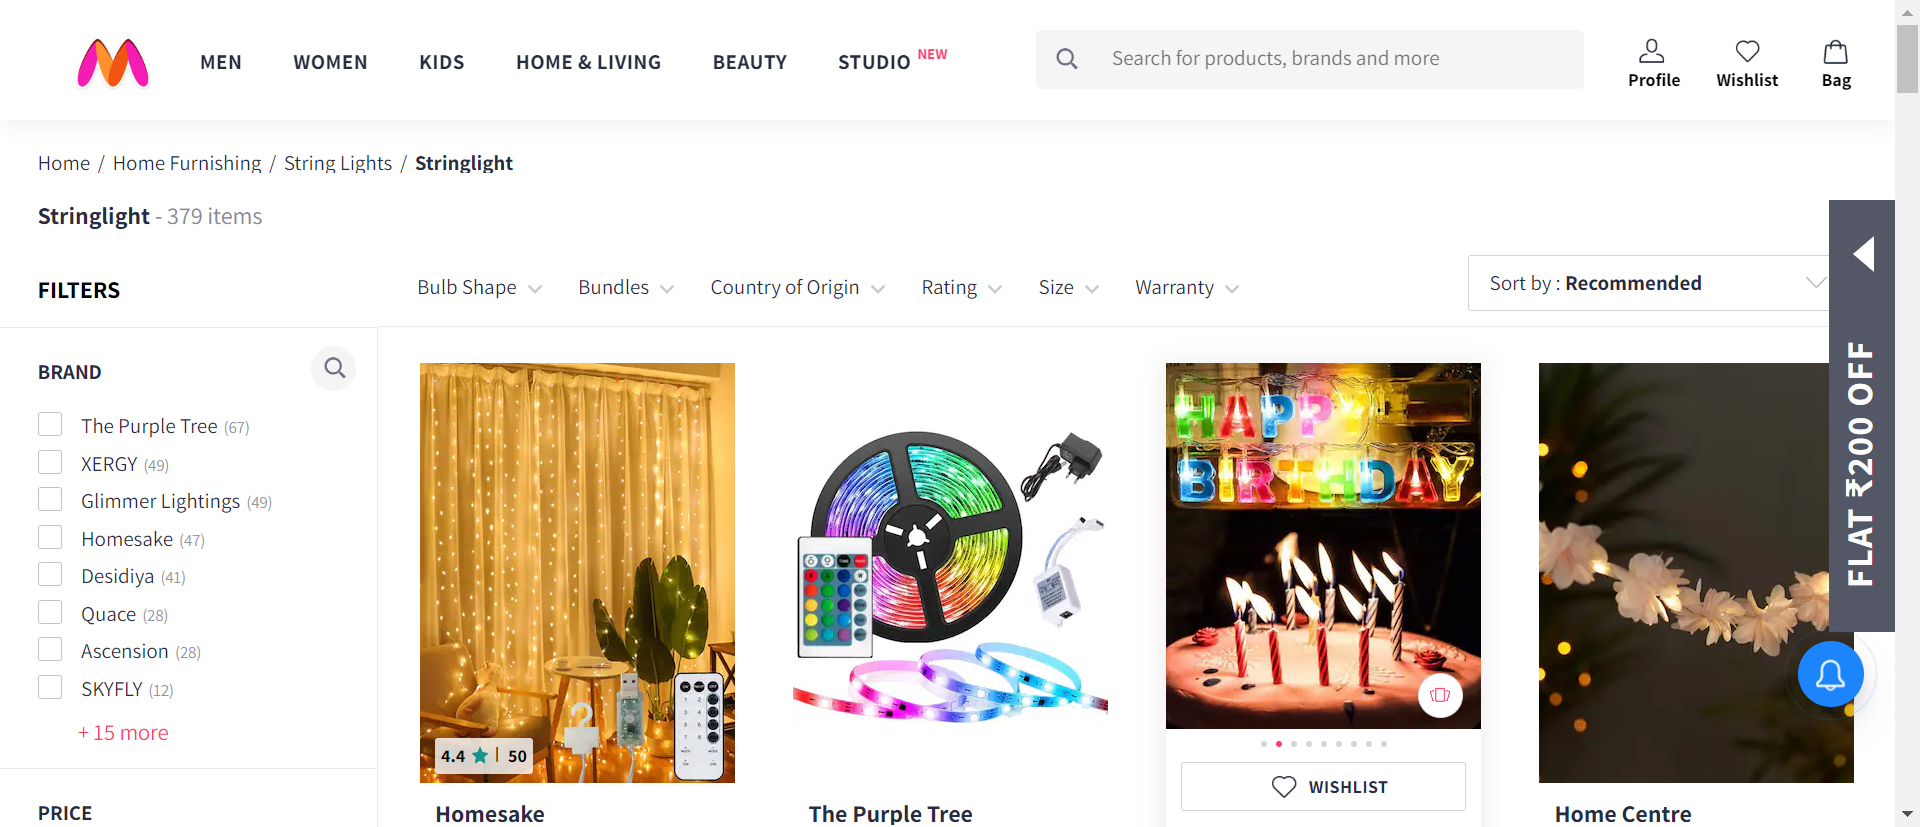 MEN
WOMEN
KIDS
HOME & LIVING
BEAUTY
STUDIO NEW
Search for products, brands and more
Profile
Wishlist
Bag
Home / Home Furnishing / String Lights / Stringlight
Stringlight - 379 items
FILTERS
Bulb Shape
Bundles
Country of Origin
Rating
Size
Warranty
Sort by : Recommended
FLAT ₹200 OFF
BRAND
The Purple Tree (67)
XERGY (49)
Glimmer Lightings (49)
Homesake (47)
Desidiya (41)
Quace (28)
Ascension (28)
SKYFLY (12)
+ 15 more
PRICE
4.4 | 50
Homesake
The Purple Tree
HAPPY
BIRTHDAY
WISHLIST
Home Centre